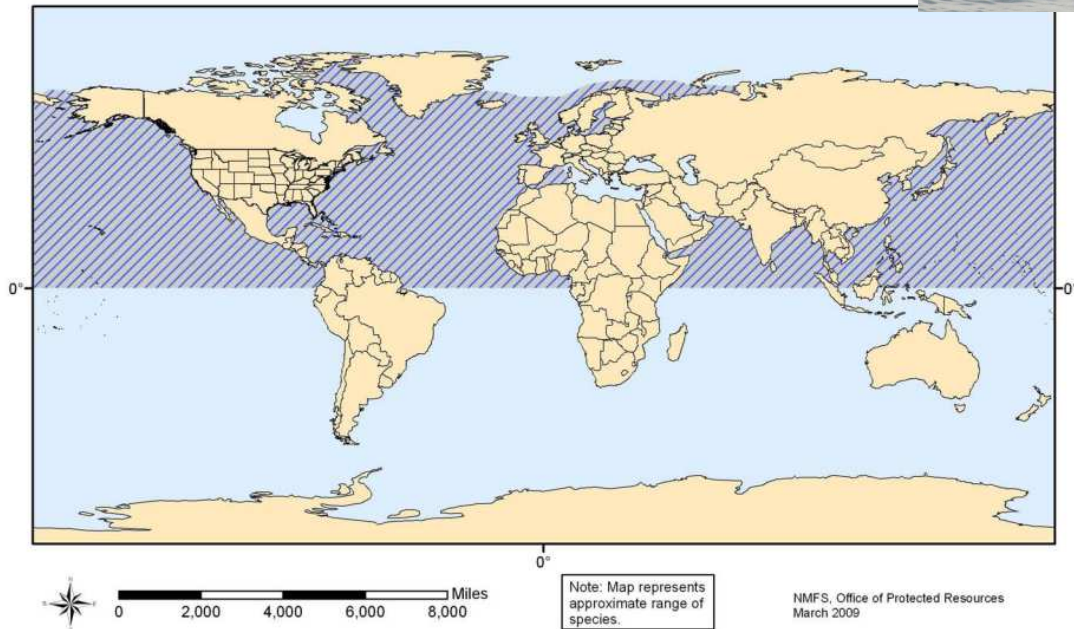 0°
0°
0°
Miles
0 2,000 4,000 6,000 8,000
Note: Map represents
approximate range of
species.
NMFS, Office of Protected Resources
March 2009